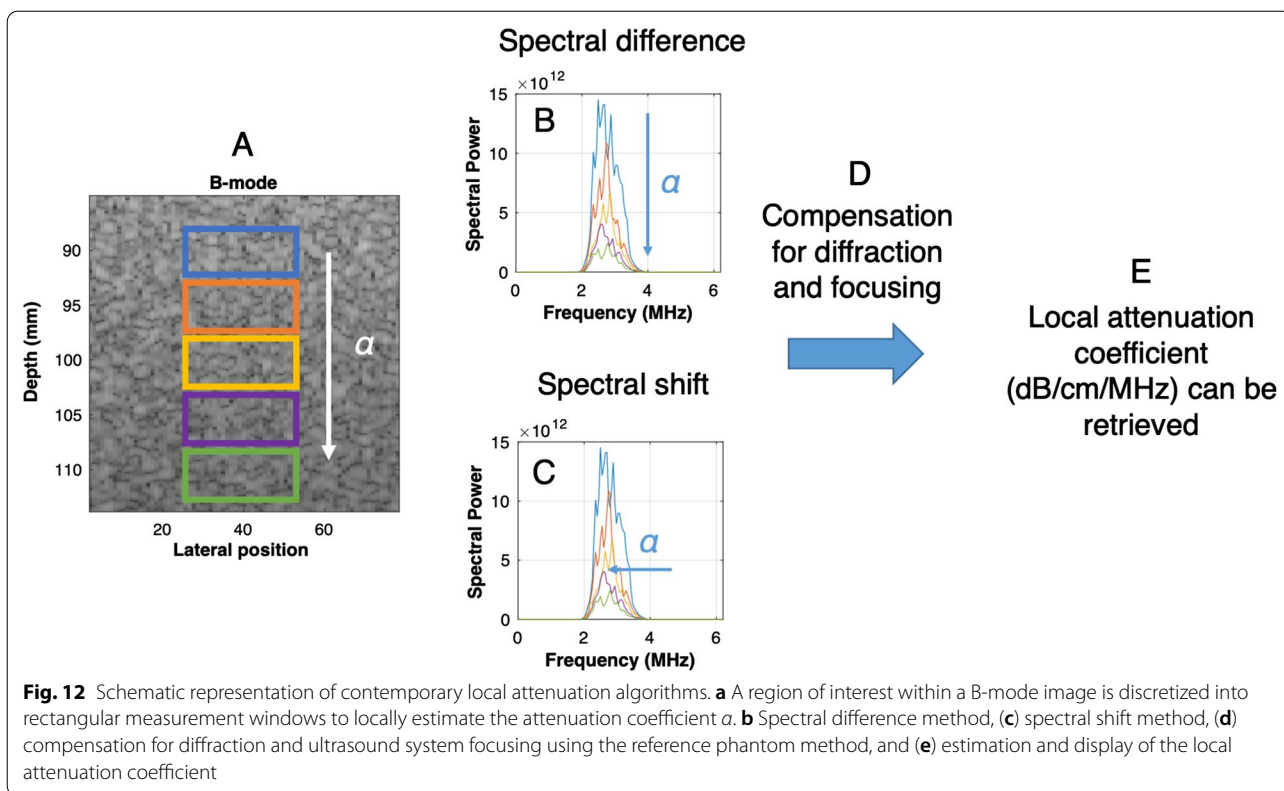 A
B-mode
Depth (mm)
90
95
100
105
110
α
20
40
60
Lateral position
Spectral difference
×10^12
15
10
5
0
Spectral Power
B
α
0
2
4
6
Frequency (MHz)
Spectral shift
×10^12
15
10
5
0
Spectral Power
C
α
0
2
4
6
Frequency (MHz)
D
Compensation
for diffraction
and focusing
E
Local attenuation
coefficient
(dB/cm/MHz) can be
retrieved
Fig. 12 Schematic representation of contemporary local attenuation algorithms. a A region of interest within a B-mode image is discretized into
rectangular measurement windows to locally estimate the attenuation coefficient α. b Spectral difference method, (c) spectral shift method, (d)
compensation for diffraction and ultrasound system focusing using the reference phantom method, and (e) estimation and display of the local
attenuation coefficient